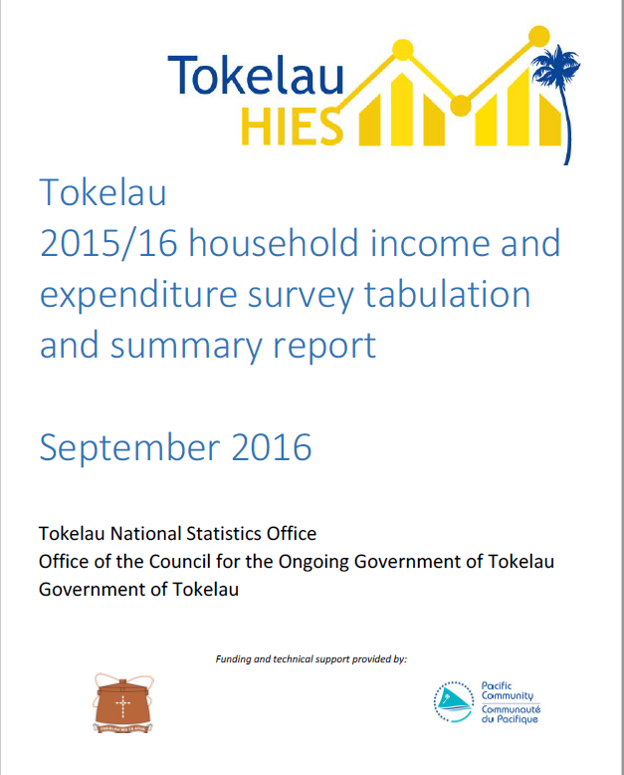 Tokelau
HIES
Tokelau
2015/16 household income and
expenditure survey tabulation
and summary report
September 2016
Tokelau National Statistics Office
Office of the Council for the Ongoing Government of Tokelau
Government of Tokelau
Funding and technical support provided by:
Pacific
Community
Communauté
du Pacifique